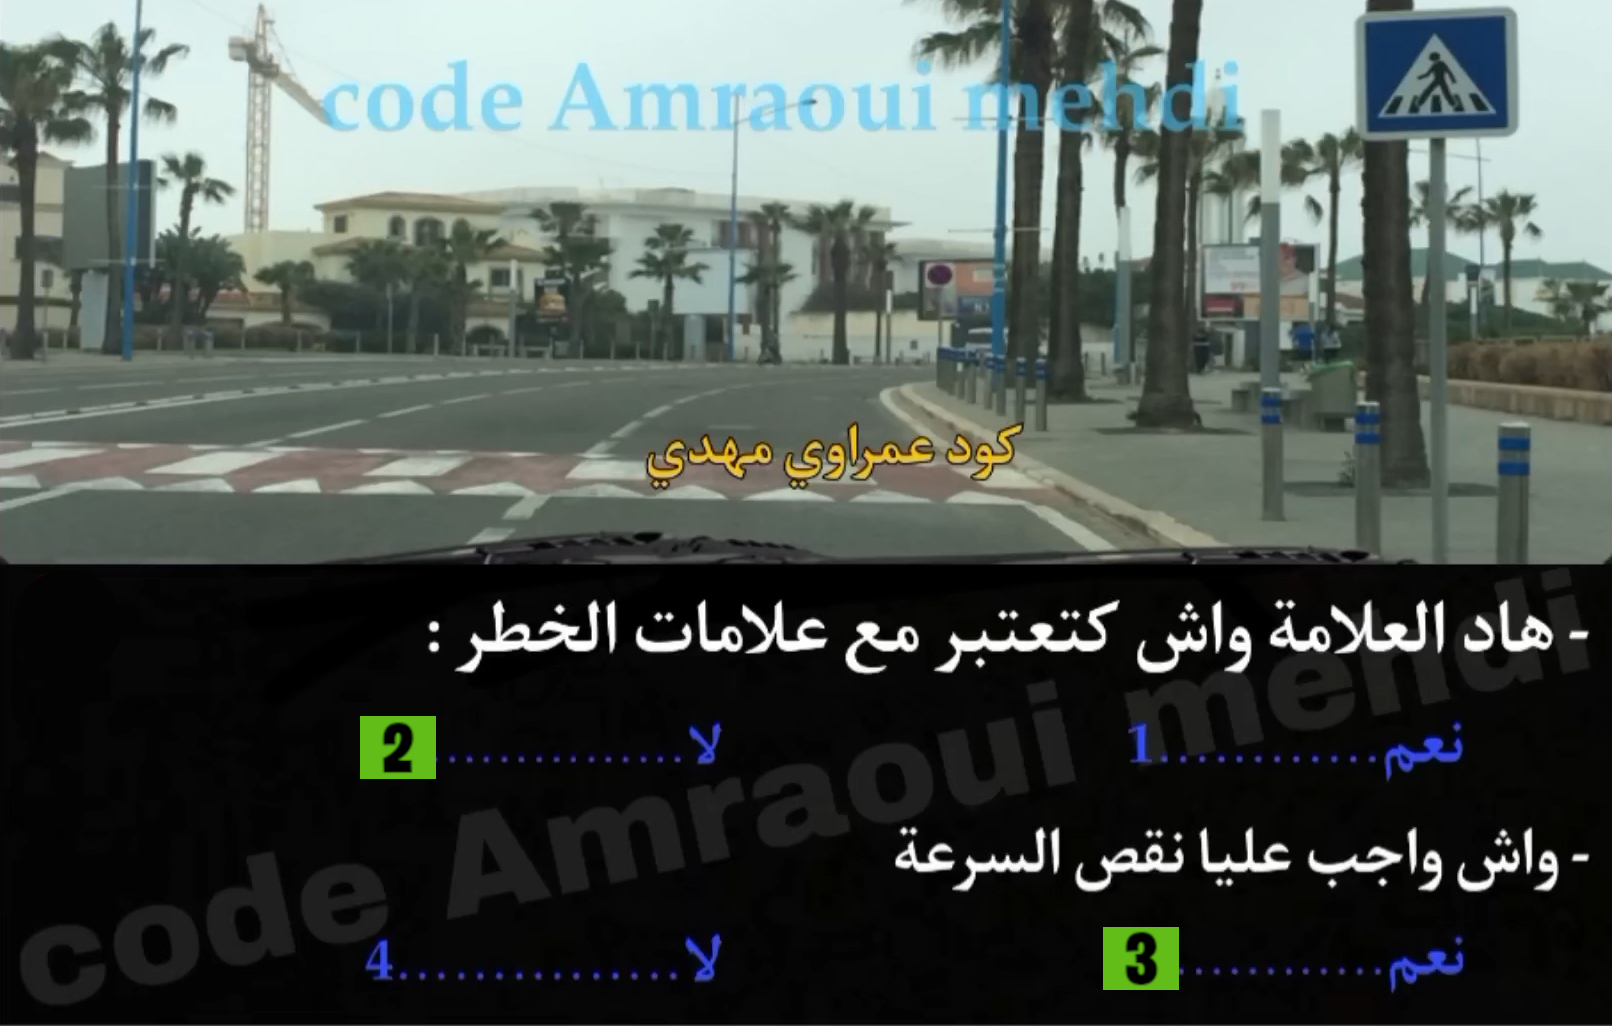 code Amraoui mehdi
كود عمراوي مهدي
- هاد العلامة واش كتعتبر مع علامات الخطر :
نعم............1 لا..............2
- واش واجب عليا نقص السرعة
نعم............3 لا................4
code Amraoui mehdi